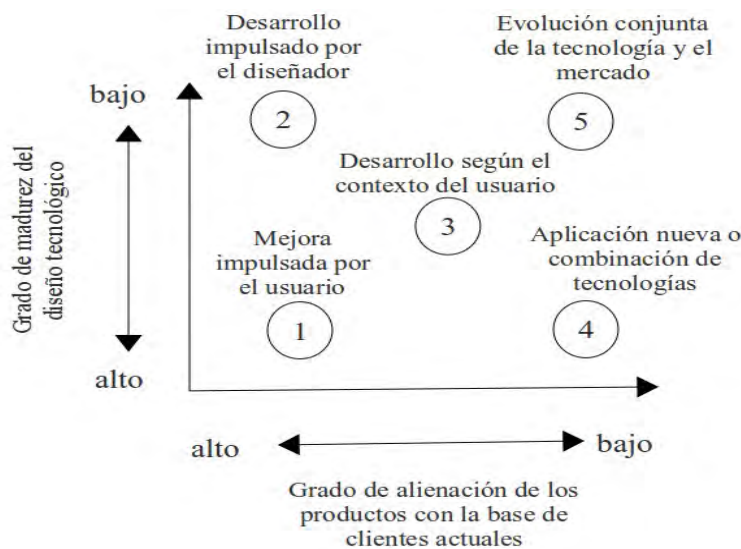 Desarrollo
impulsado por
el diseñador
Evolución conjunta
de la tecnología y el
mercado
bajo
2
5
Desarrollo según el
contexto del usuario
3
Grado de madurez del
diseño tecnológico
Mejora
impulsada por
el usuario
Aplicación nueva o
combinación de
tecnologías
1
4
alto
alto
bajo
Grado de alienación de los
productos con la base de
clientes actuales